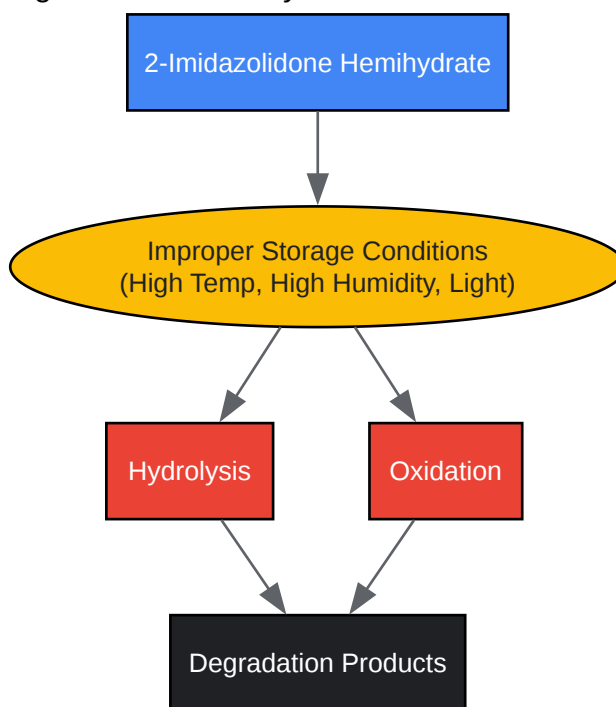 2-Imidazolidone Hemihydrate
Improper Storage Conditions
(High Temp, High Humidity, Light)
Hydrolysis
Oxidation
Degradation Products